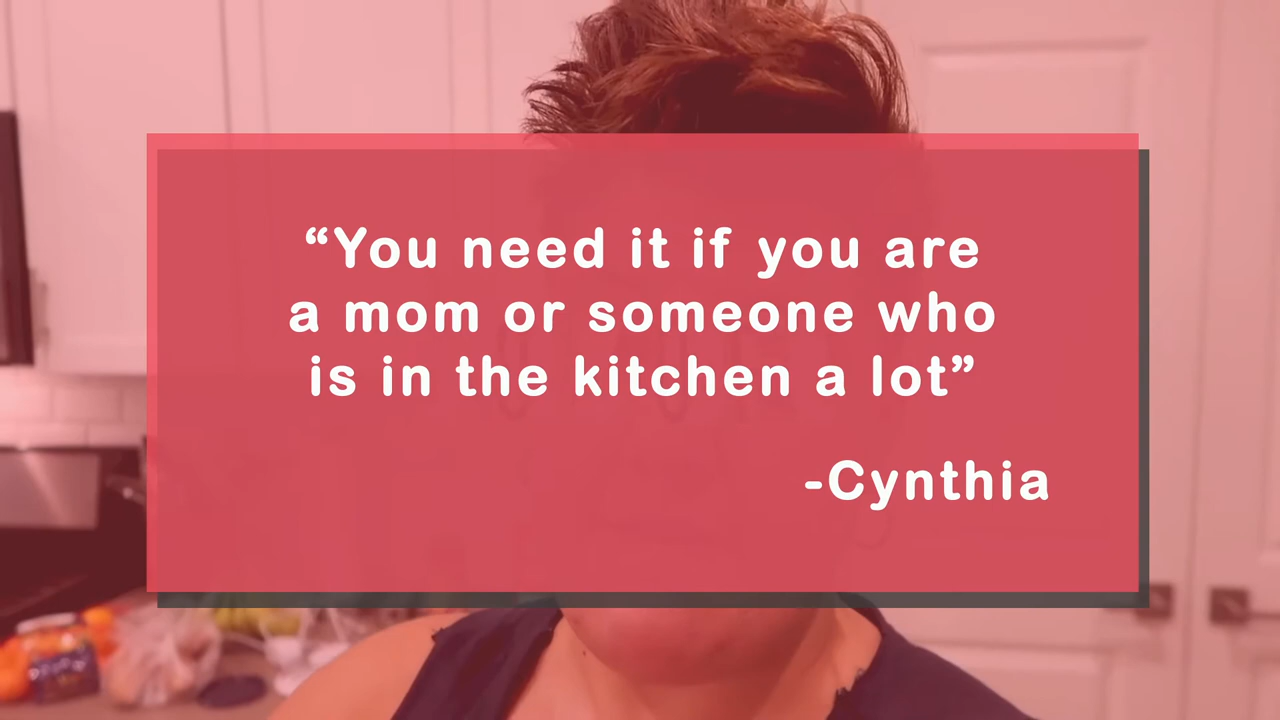 “You need it if you are
a mom or someone who
is in the kitchen a lot”
-Cynthia